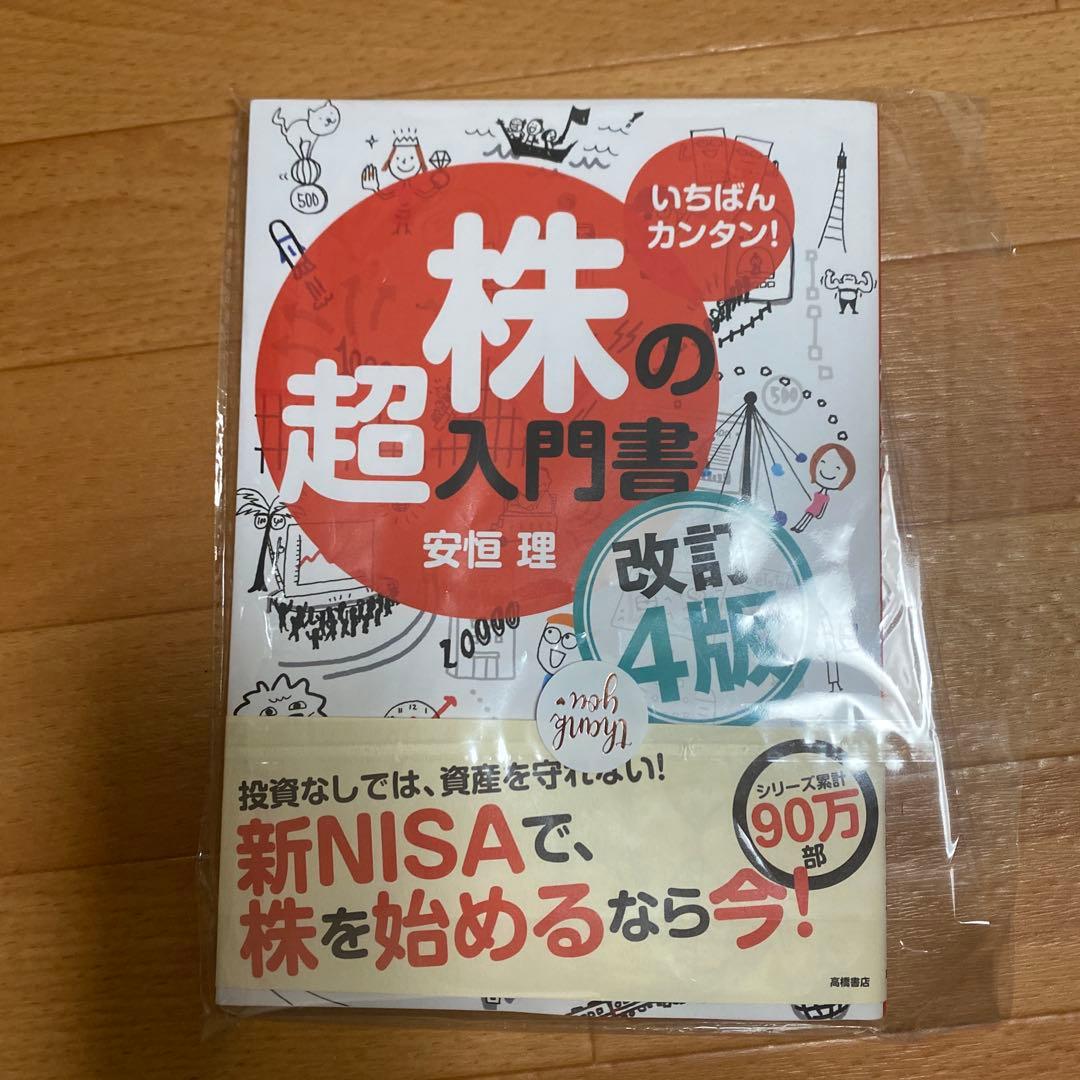 いちばん
カンタン!
株の
超入門書
安恒 理
改訂
4版
500
500
10000
thank
you
投資なしでは、資産を守れない!
新NISAで、
株を始めるなら今!
シリーズ累計
90万
部
高橋書店